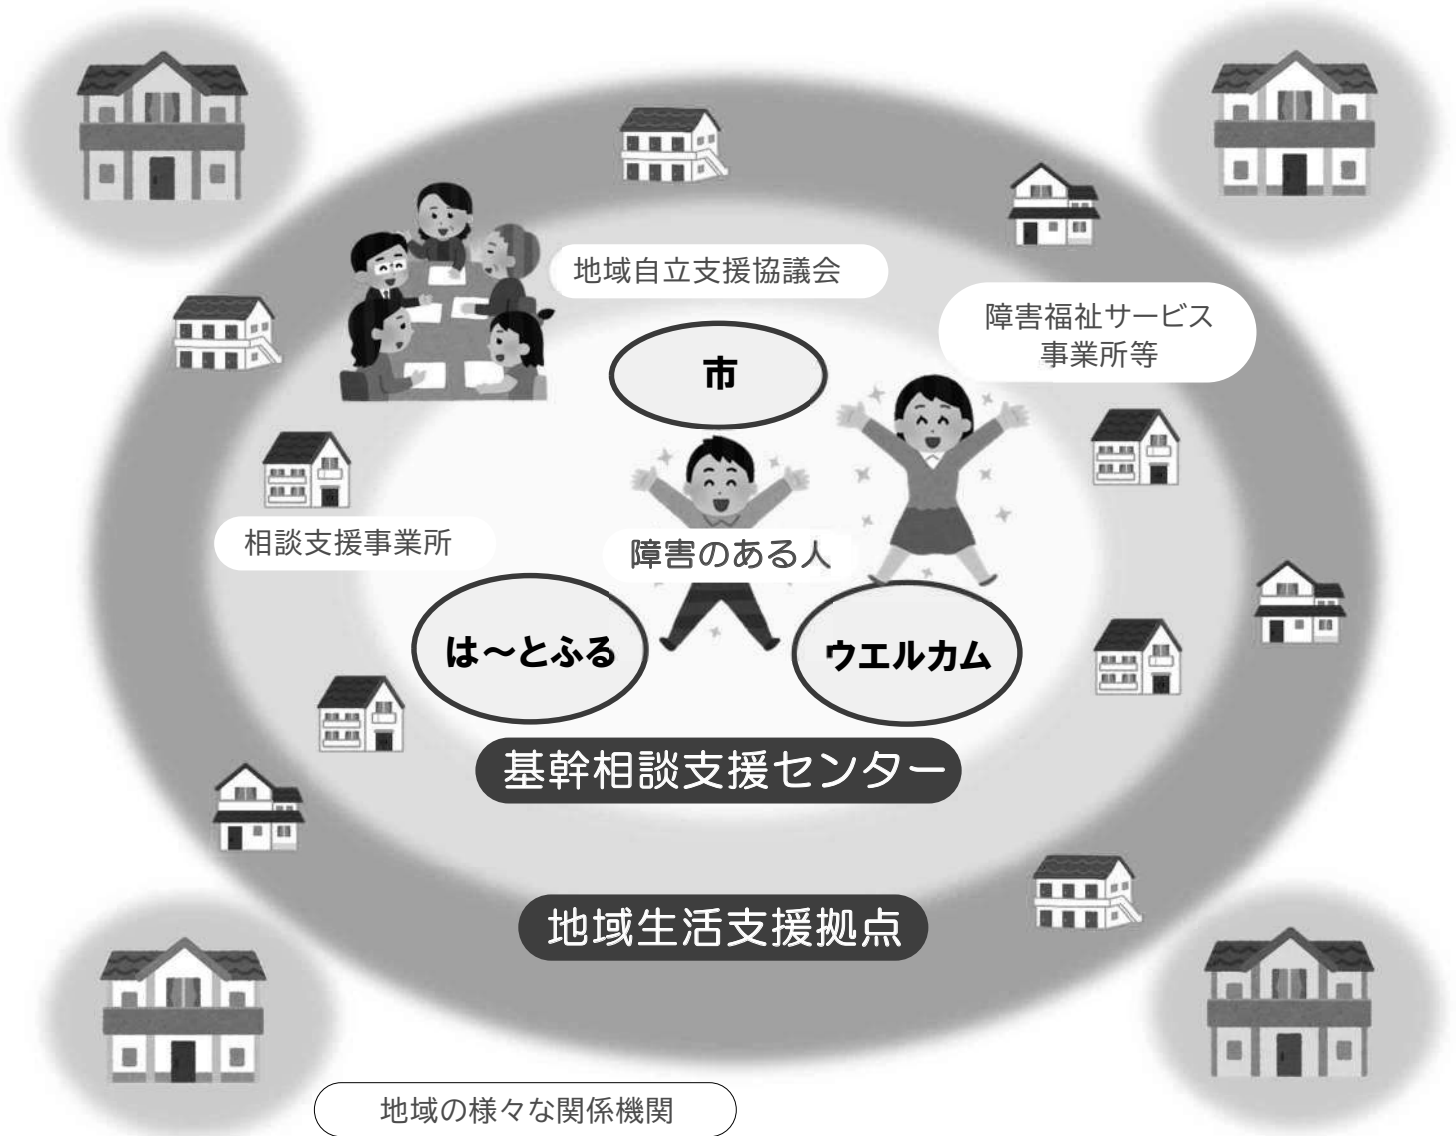 地域自立支援協議会
障害福祉サービス
事業所等
市
相談支援事業所
障害のある人
は～とふる
ウエルカム
基幹相談支援センター
地域生活支援拠点
地域の様々な関係機関